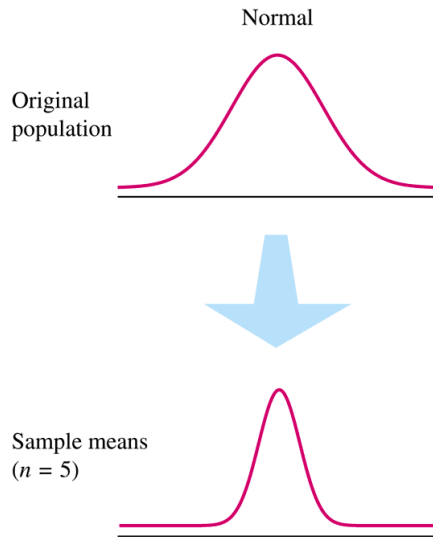 Normal
Original
population
Sample means
(n = 5)